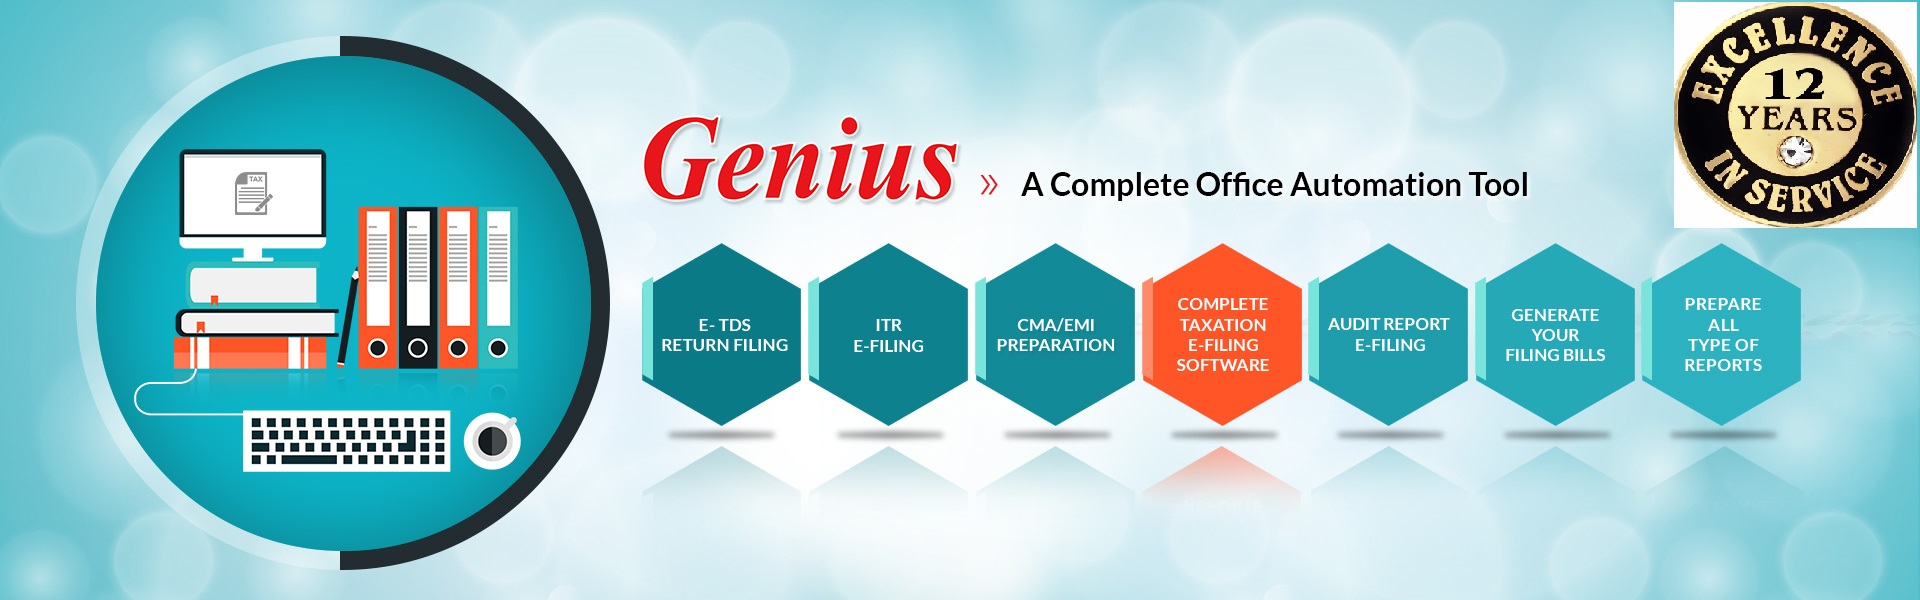 TAX
Genius
» A Complete Office Automation Tool
EXCELLENCE
12
YEARS
IN SERVICE
E- TDS
RETURN FILING
ITR
E-FILING
CMA/EMI
PREPARATION
COMPLETE
TAXATION
E-FILING
SOFTWARE
AUDIT REPORT
E-FILING
GENERATE
YOUR
FILING BILLS
PREPARE
ALL
TYPE OF
REPORTS